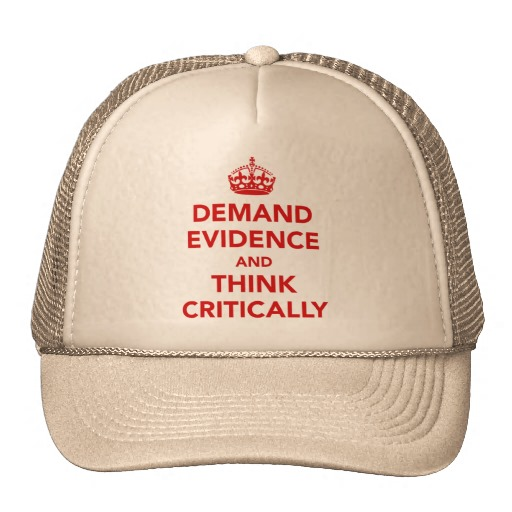 DEMAND
EVIDENCE
AND
THINK
CRITICALLY